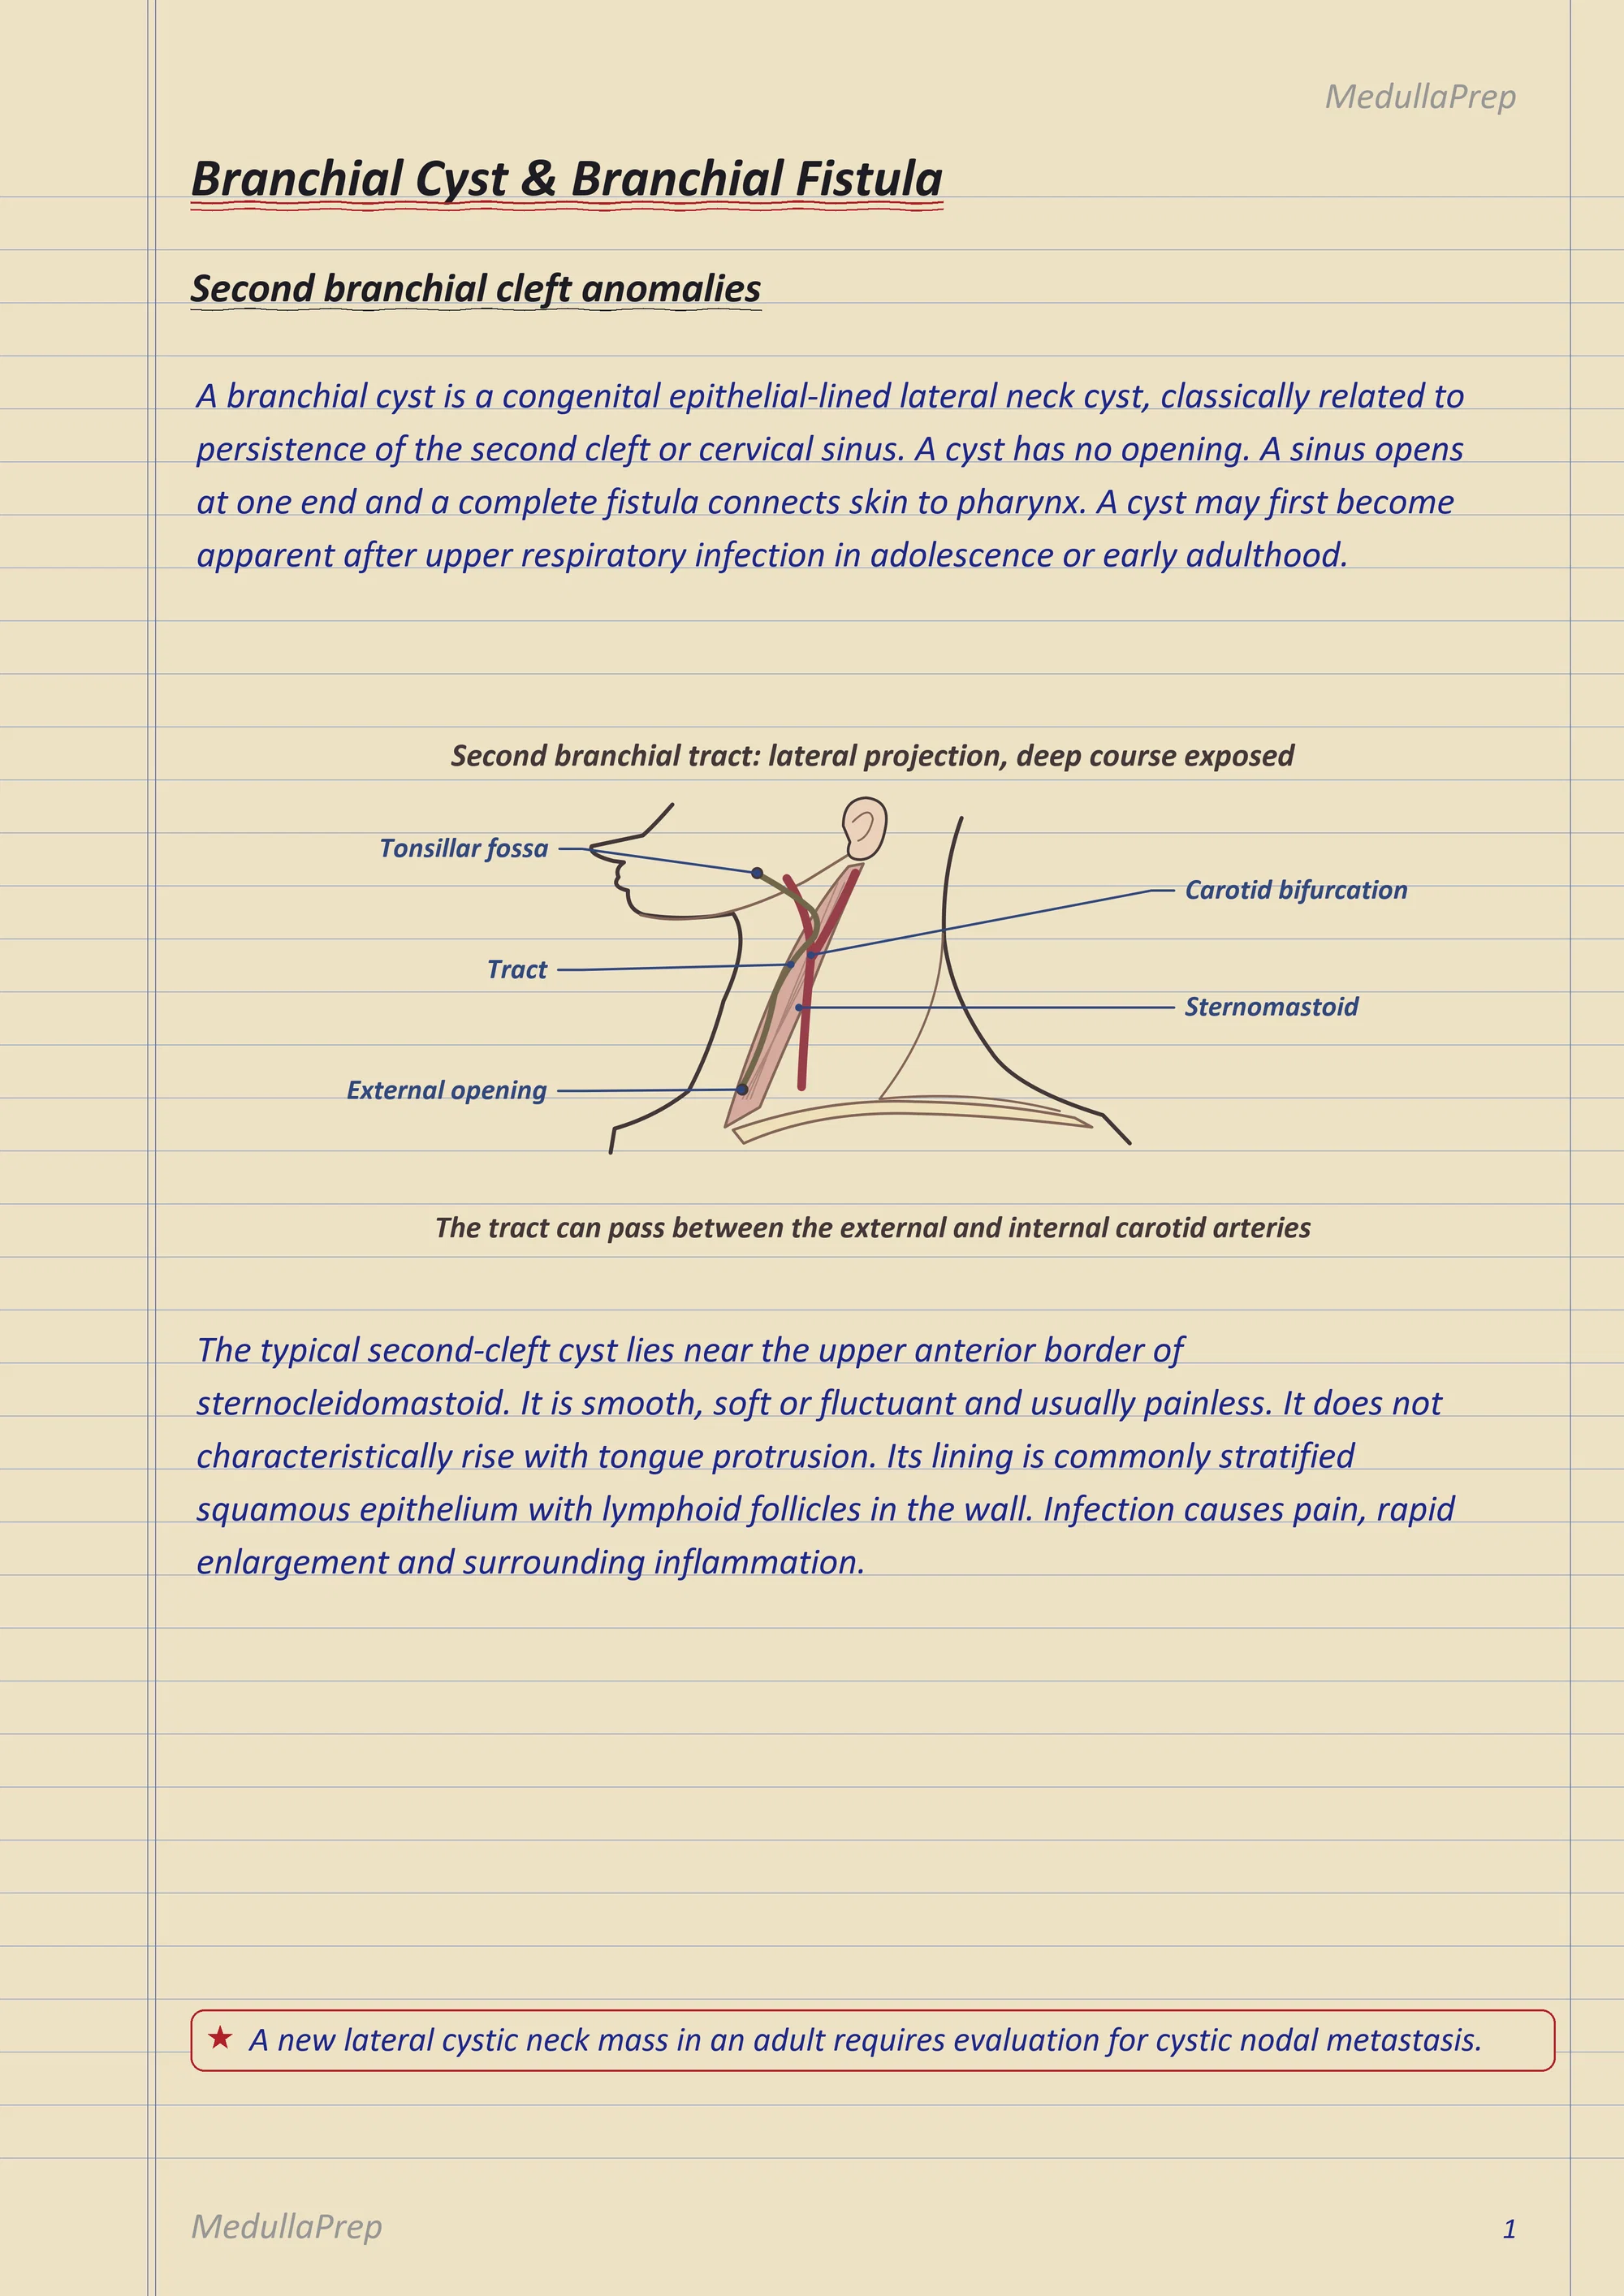 MedullaPrep
Branchial Cyst & Branchial Fistula
Second branchial cleft anomalies
A branchial cyst is a congenital epithelial-lined lateral neck cyst, classically related to
persistence of the second cleft or cervical sinus. A cyst has no opening. A sinus opens
at one end and a complete fistula connects skin to pharynx. A cyst may first become
apparent after upper respiratory infection in adolescence or early adulthood.
Second branchial tract: lateral projection, deep course exposed
Tonsillar fossa
Carotid bifurcation
Tract
Sternomastoid
External opening
The tract can pass between the external and internal carotid arteries
The typical second-cleft cyst lies near the upper anterior border of
sternocleidomastoid. It is smooth, soft or fluctuant and usually painless. It does not
characteristically rise with tongue protrusion. Its lining is commonly stratified
squamous epithelium with lymphoid follicles in the wall. Infection causes pain, rapid
enlargement and surrounding inflammation.
★ A new lateral cystic neck mass in an adult requires evaluation for cystic nodal metastasis.
MedullaPrep
1